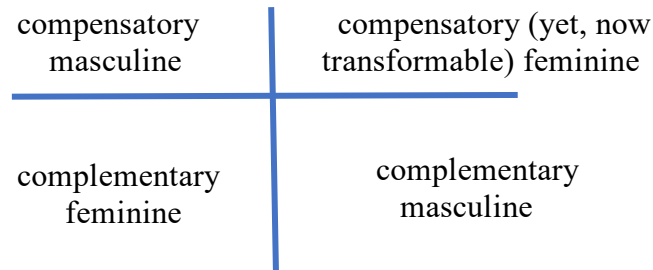 compensatory
masculine
compensatory (yet, now
transformable) feminine
complementary
feminine
complementary
masculine